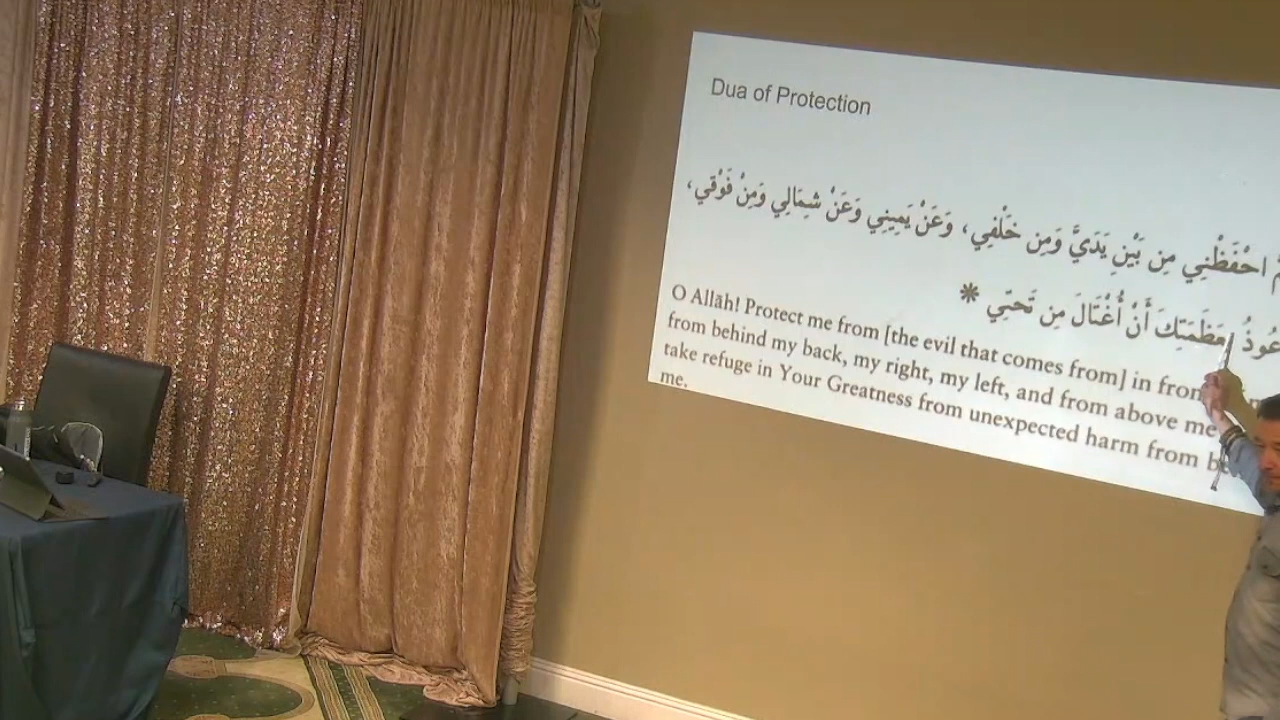 Dua of Protection
احْفَظْنِي مِن بَيْنِ يَدَيَّ وَمِن خَلْفِي، وَعَنْ يَمِينِي وَعَنْ شِمَالِي وَمِنْ فَوْقِي،
بِعَظَمَتِكَ أَنْ أُغْتَالَ مِن تَحْتِي *
O Allāh! Protect me from [the evil that comes from] in
from behind my back, my right, my left, and from above me
take refuge in Your Greatness from unexpected harm from
me.